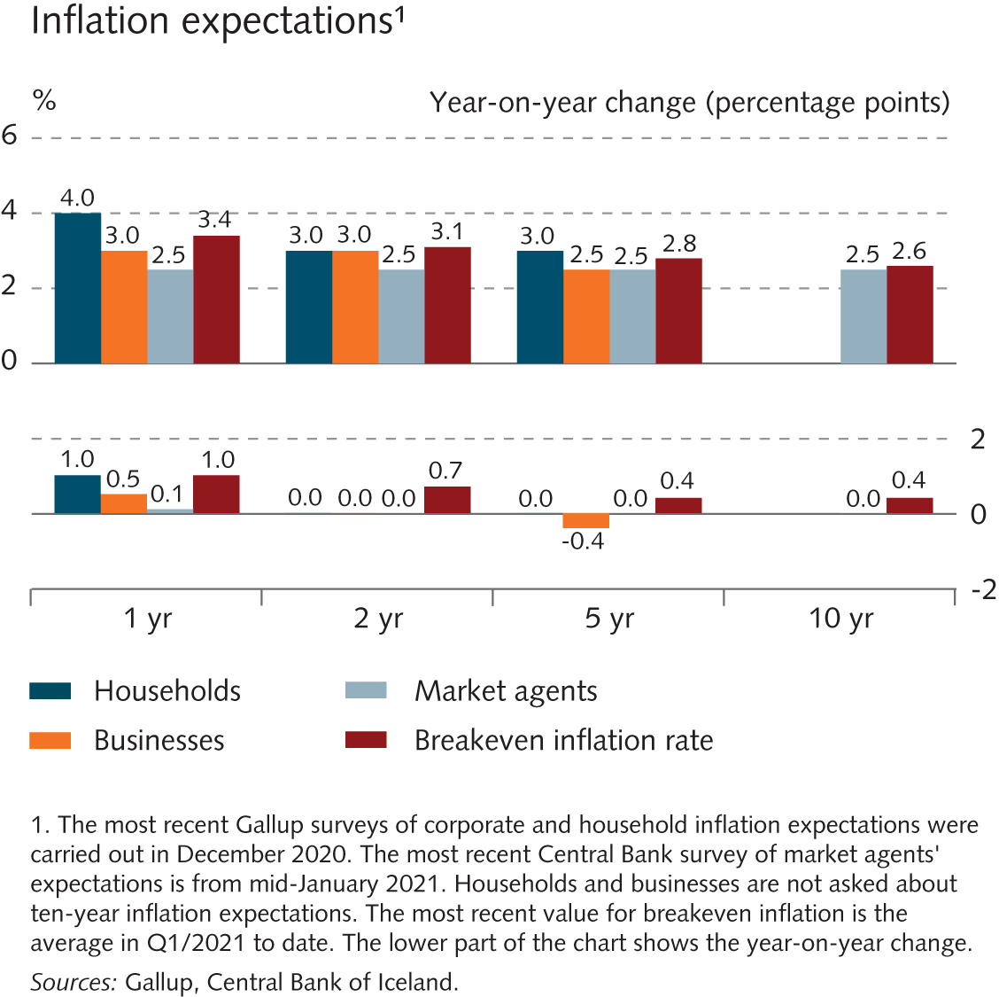 Inflation expectations¹
%
Year-on-year change (percentage points)
6
4
2
0
4.0
3.0
2.5
3.4
3.0
3.0
2.5
3.1
3.0
2.5
2.5
2.8
2.5
2.6
2
0
-2
1.0
0.5
0.1
1.0
0.0
0.0
0.0
0.7
0.0
-0.4
0.0
0.4
0.0
0.4
1 yr
2 yr
5 yr
10 yr
Households
Market agents
Businesses
Breakeven inflation rate
1. The most recent Gallup surveys of corporate and household inflation expectations were
carried out in December 2020. The most recent Central Bank survey of market agents'
expectations is from mid-January 2021. Households and businesses are not asked about
ten-year inflation expectations. The most recent value for breakeven inflation is the
average in Q1/2021 to date. The lower part of the chart shows the year-on-year change.
Sources: Gallup, Central Bank of Iceland.